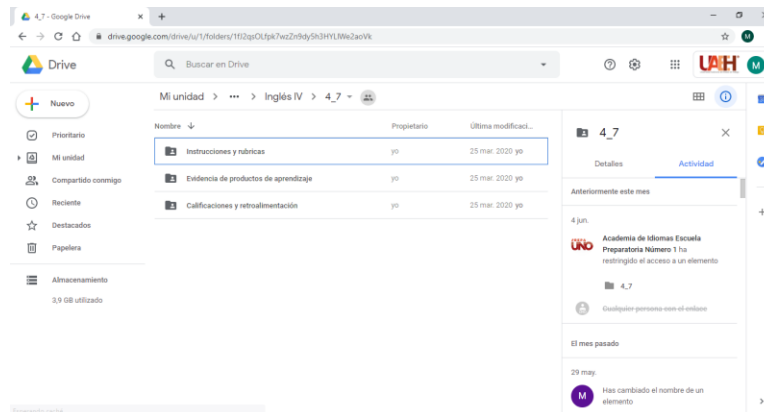 4_7 - Google Drive
drive.google.com/drive/u/1/folders/1fJ2qsOLfpk7wzZn9dySh3HYLlWe2aoVk
M
Drive
Buscar en Drive
UAEH
M
Nuevo
Mi unidad > ... > Inglés IV > 4_7
Nombre
Propietario
Última modificaci...
4_7
Prioritario
Instrucciones y rubricas
yo
25 mar. 2020 yo
Mi unidad
Detalles
Actividad
Compartido conmigo
Evidencia de productos de aprendizaje
yo
25 mar. 2020 yo
Anteriormente este mes
Reciente
Calificaciones y retroalimentación
yo
25 mar. 2020 yo
4 jun.
Destacados
Papelera
UNO
Academia de Idiomas Escuela
Preparatoria Número 1 ha
restringido el acceso a un elemento
Almacenamiento
3,9 GB utilizado
4_7
Cualquier persona con el enlace
El mes pasado
29 may.
M
Has cambiado el nombre de un
elemento